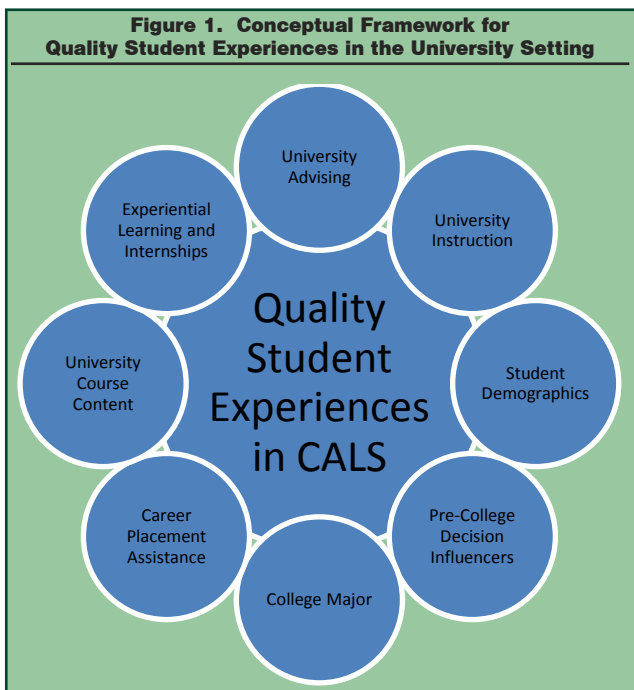 Figure 1. Conceptual Framework for
Quality Student Experiences in the University Setting
University
Advising
University
Instruction
Student
Demographics
Pre-College
Decision
Influencers
College Major
Career
Placement
Assistance
University
Course
Content
Experiential
Learning and
Internships
Quality
Student
Experiences
in CALS